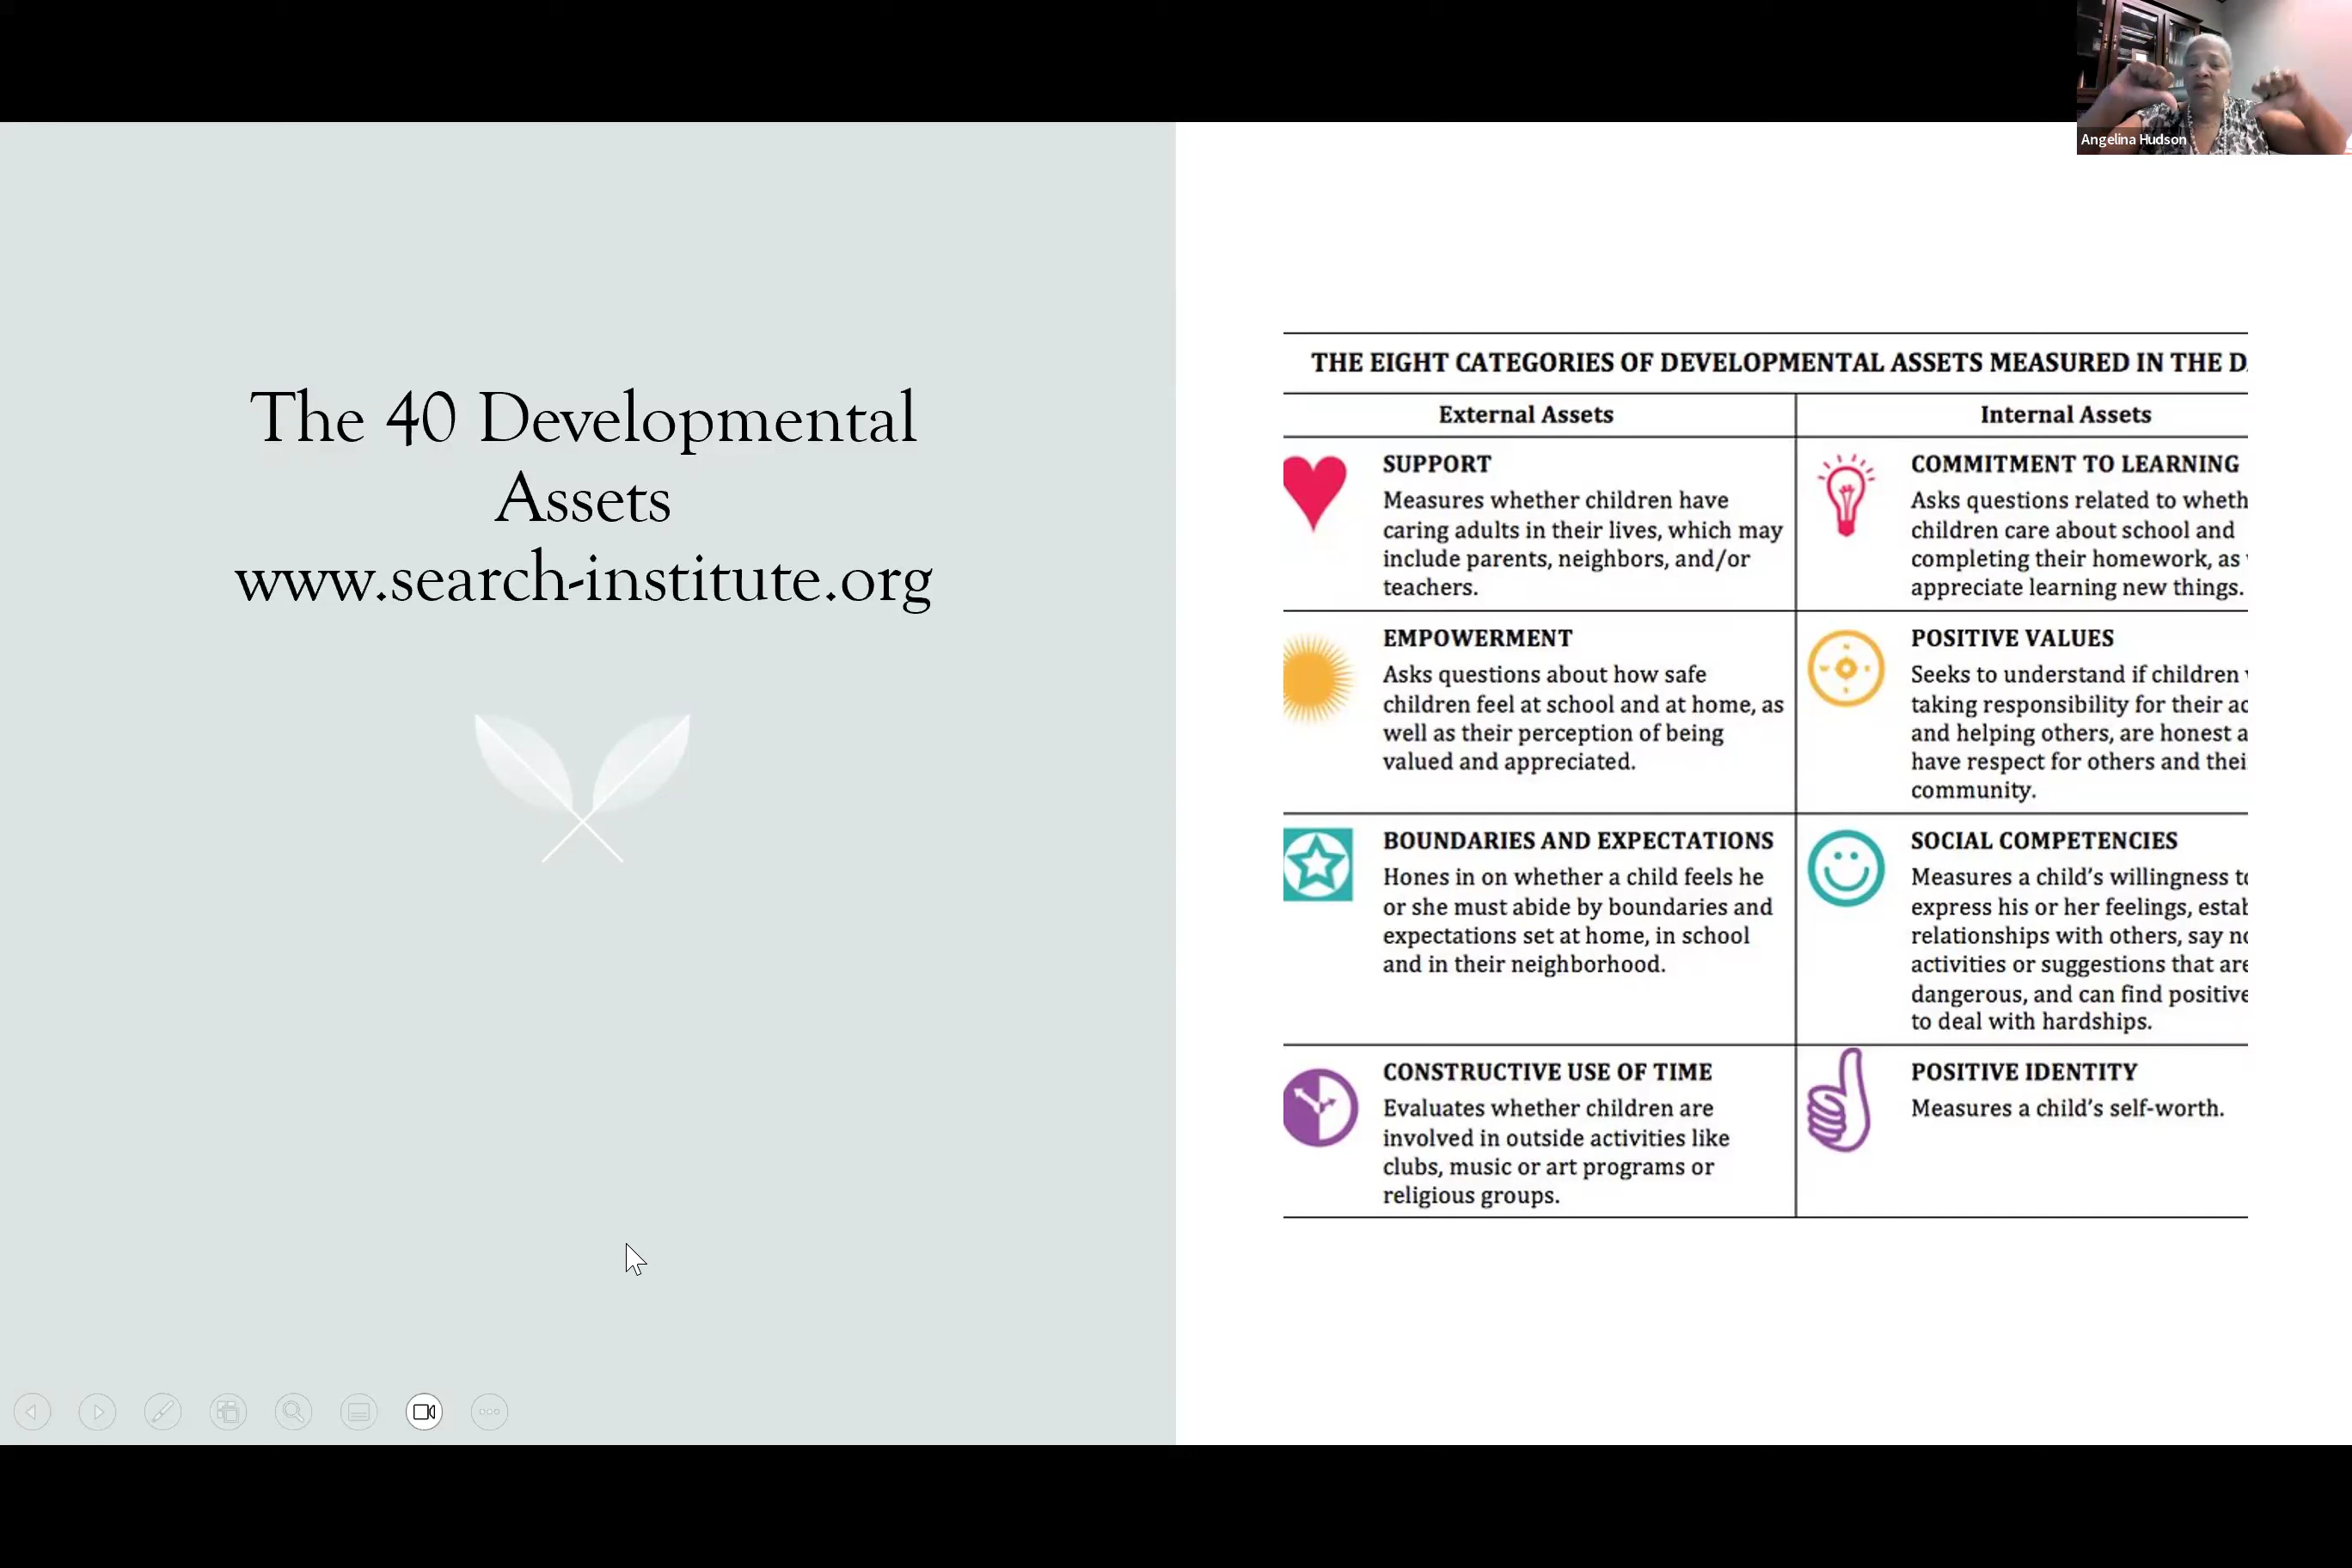 Angelina Hudson
The 40 Developmental
Assets
www.search-institute.org
THE EIGHT CATEGORIES OF DEVELOPMENTAL ASSETS MEASURED IN THE D
External Assets
SUPPORT
Measures whether children have
caring adults in their lives, which may
include parents, neighbors, and/or
teachers.
EMPOWERMENT
Asks questions about how safe
children feel at school and at home, as
well as their perception of being
valued and appreciated.
BOUNDARIES AND EXPECTATIONS
Hones in on whether a child feels he
or she must abide by boundaries and
expectations set at home, in school
and in their neighborhood.
CONSTRUCTIVE USE OF TIME
Evaluates whether children are
involved in outside activities like
clubs, music or art programs or
religious groups.
Internal Assets
COMMITMENT TO LEARNING
Asks questions related to wheth
children care about school and
completing their homework, as
appreciate learning new things.
POSITIVE VALUES
Seeks to understand if children
taking responsibility for their ac
and helping others, are honest a
have respect for others and thei
community.
SOCIAL COMPETENCIES
Measures a child's willingness to
express his or her feelings, estab
relationships with others, say no
activities or suggestions that are
dangerous, and can find positive
to deal with hardships.
POSITIVE IDENTITY
Measures a child's self-worth.